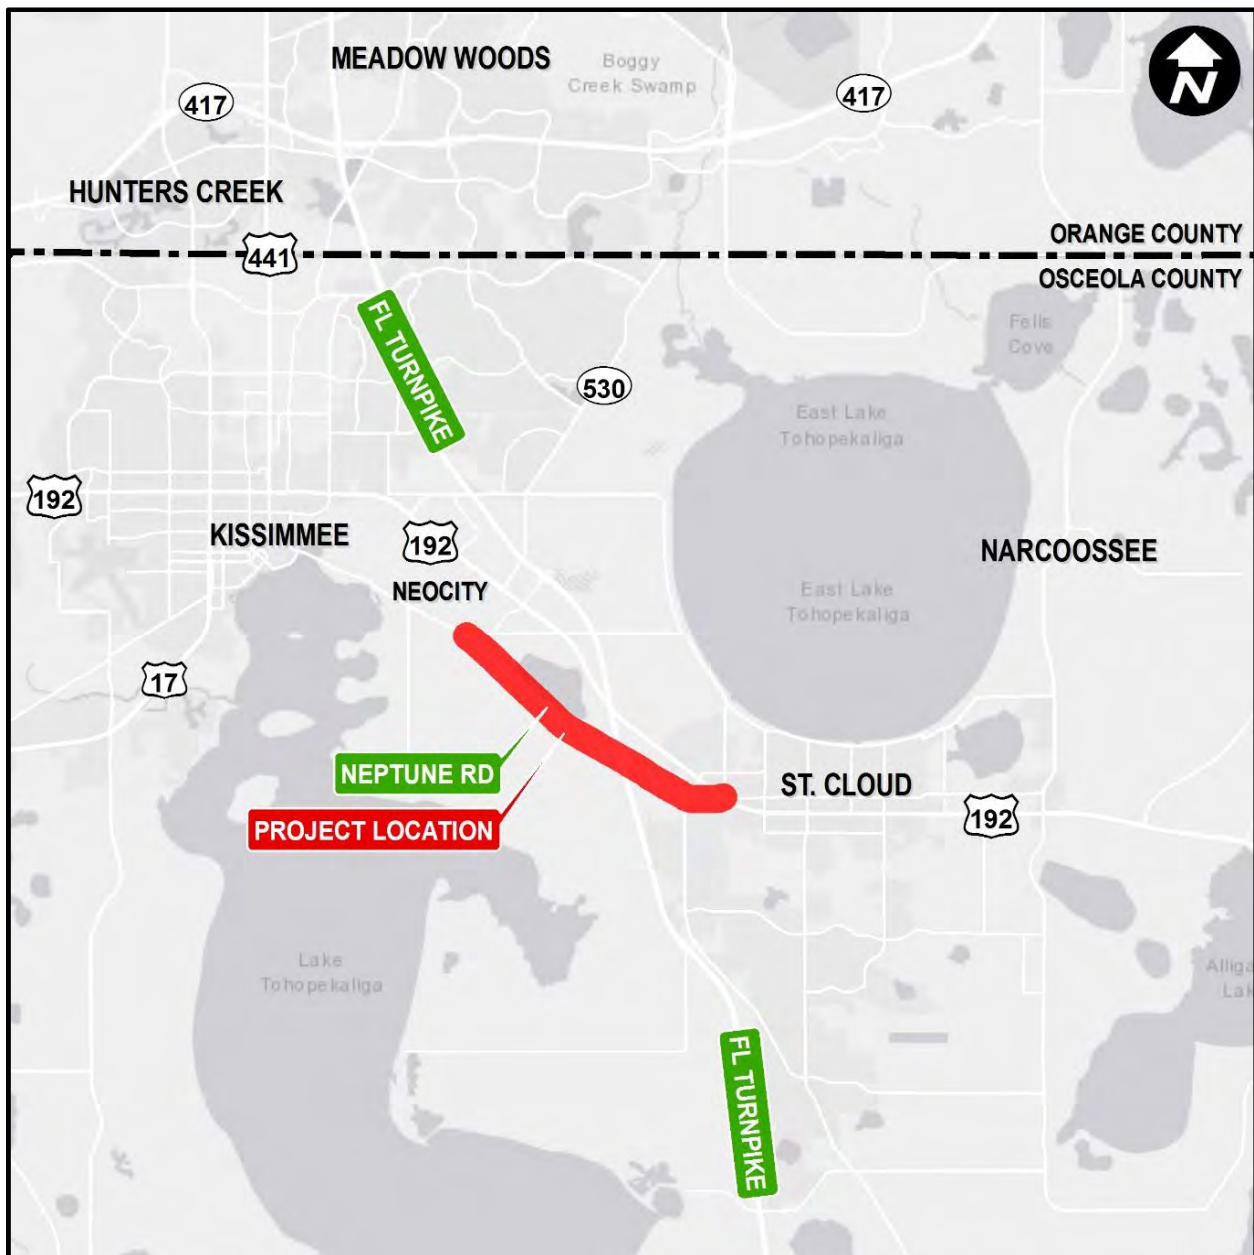 MEADOW WOODS
Boggy
Creek Swamp
N
417
417
HUNTERS CREEK
ORANGE COUNTY
441
OSCEOLA COUNTY
FL TURNPIKE
Fells
Cove
530
East Lake
Tohopekaliga
192
KISSIMMEE
192
NARCOOSSEE
NEOCITY
East Lake
Tohopekaliga
17
NEPTUNE RD
ST. CLOUD
PROJECT LOCATION
192
Lake
Tohopekaliga
Alliga
Lak
FL TURNPIKE